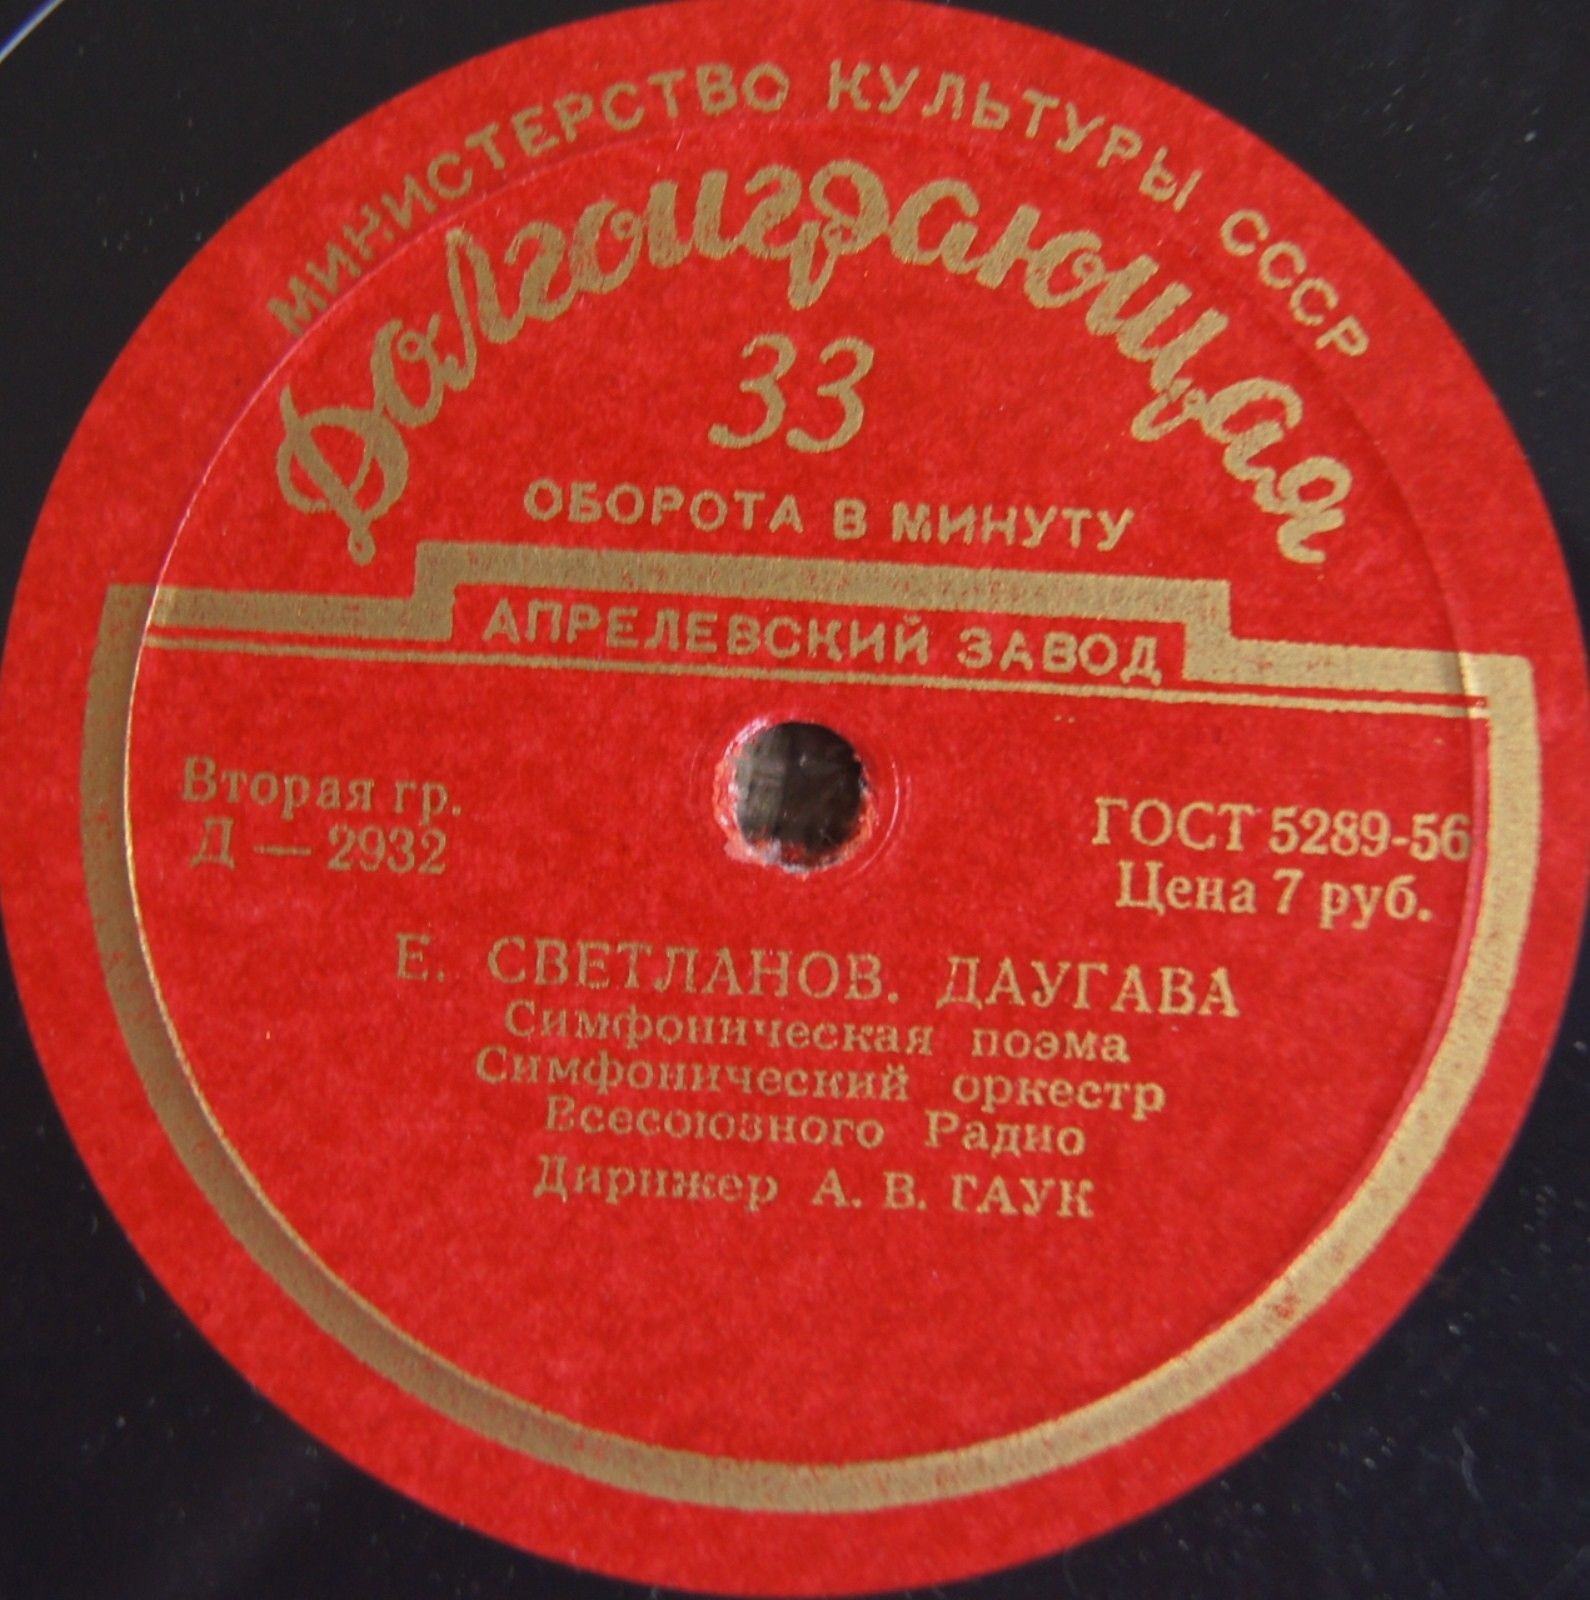 МИНИСТЕРСТВО КУЛЬТУРЫ СССР
Долгоиграющая
33
ОБОРОТА В МИНУТУ
АПРЕЛЕВСКИЙ ЗАВОД
Вторая гр.
Д — 2932
ГОСТ 5289-56
Цена 7 руб.
Е. СВЕТЛАНОВ. ДАУГАВА
Симфоническая поэма
Симфонический оркестр
Всесоюзного Радио
Дирижер А. В. ГАУК